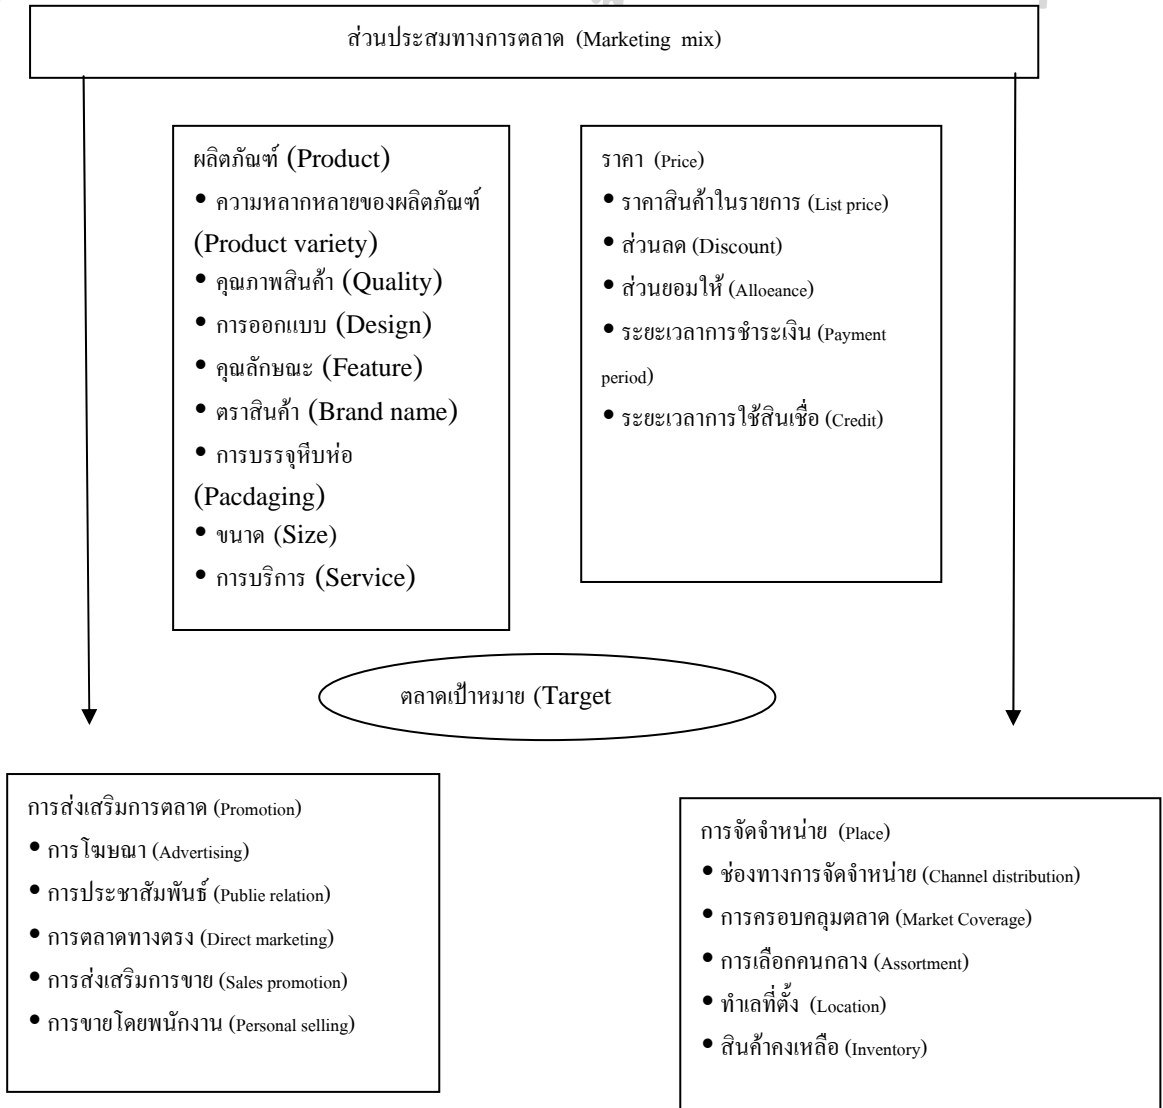 ส่วนประสมทางการตลาด (Marketing mix)
ผลิตภัณฑ์ (Product)
• ความหลากหลายของผลิตภัณฑ์
(Product variety)
• คุณภาพสินค้า (Quality)
• การออกแบบ (Design)
• คุณลักษณะ (Feature)
• ตราสินค้า (Brand name)
• การบรรจุหีบห่อ
(Pacdaging)
• ขนาด (Size)
• การบริการ (Service)
ราคา (Price)
• ราคาสินค้าในรายการ (List price)
• ส่วนลด (Discount)
• ส่วนยอมให้ (Alloeance)
• ระยะเวลาการชำระเงิน (Payment
period)
• ระยะเวลาการใช้สินเชื่อ (Credit)
ตลาดเป้าหมาย (Target
การส่งเสริมการตลาด (Promotion)
• การโฆษณา (Advertising)
• การประชาสัมพันธ์ (Publie relation)
• การตลาดทางตรง (Direct marketing)
• การส่งเสริมการขาย (Sales promotion)
• การขายโดยพนักงาน (Personal selling)
การจัดจำหน่าย (Place)
• ช่องทางการจัดจำหน่าย (Channel distribution)
• การครอบคลุมตลาด (Market Coverage)
• การเลือกคนกลาง (Assortment)
• ทำเลที่ตั้ง (Location)
• สินค้าคงเหลือ (Inventory)